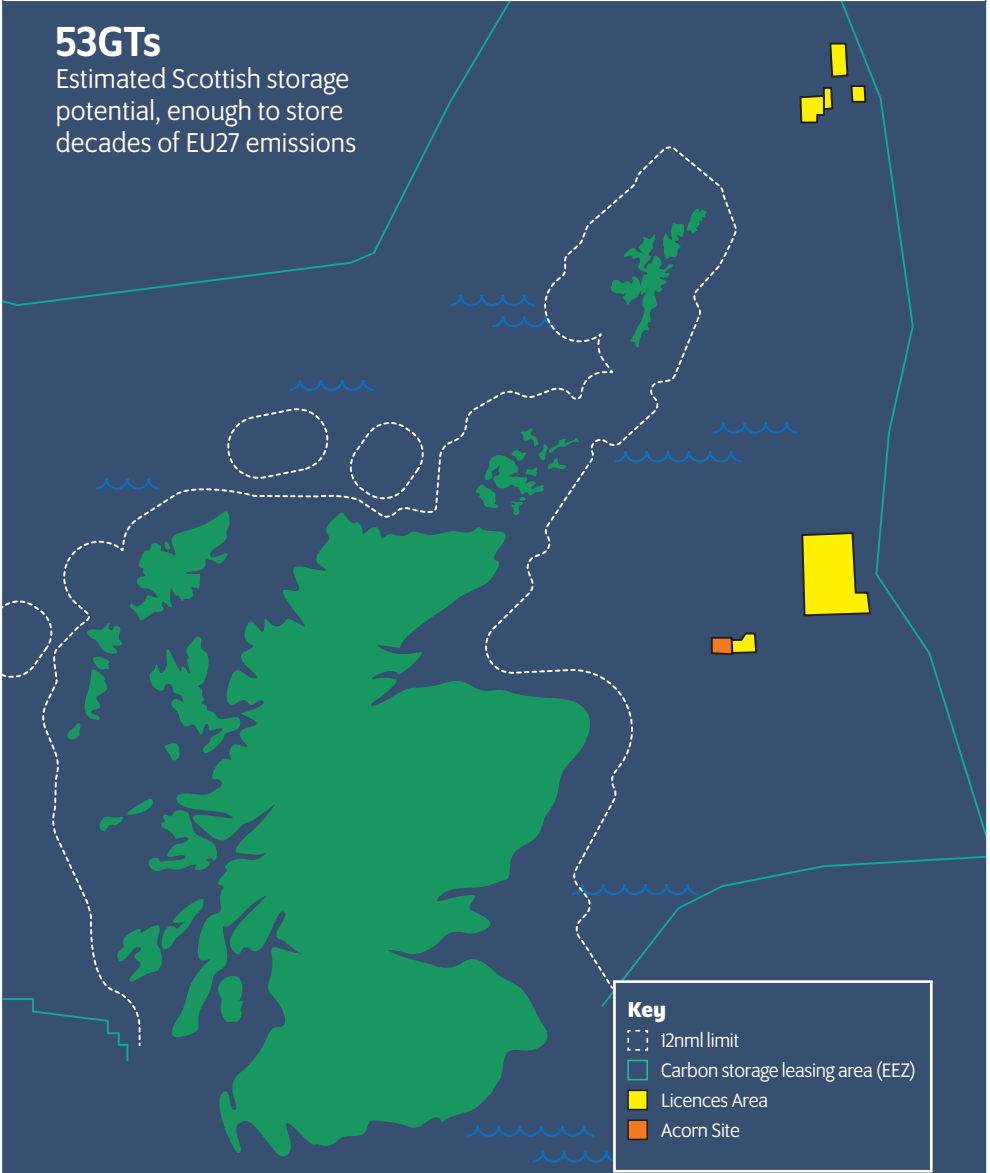 53GTs
Estimated Scottish storage
potential, enough to store
decades of EU27 emissions
Key
12nml limit
Carbon storage leasing area (EEZ)
Licences Area
Acorn Site